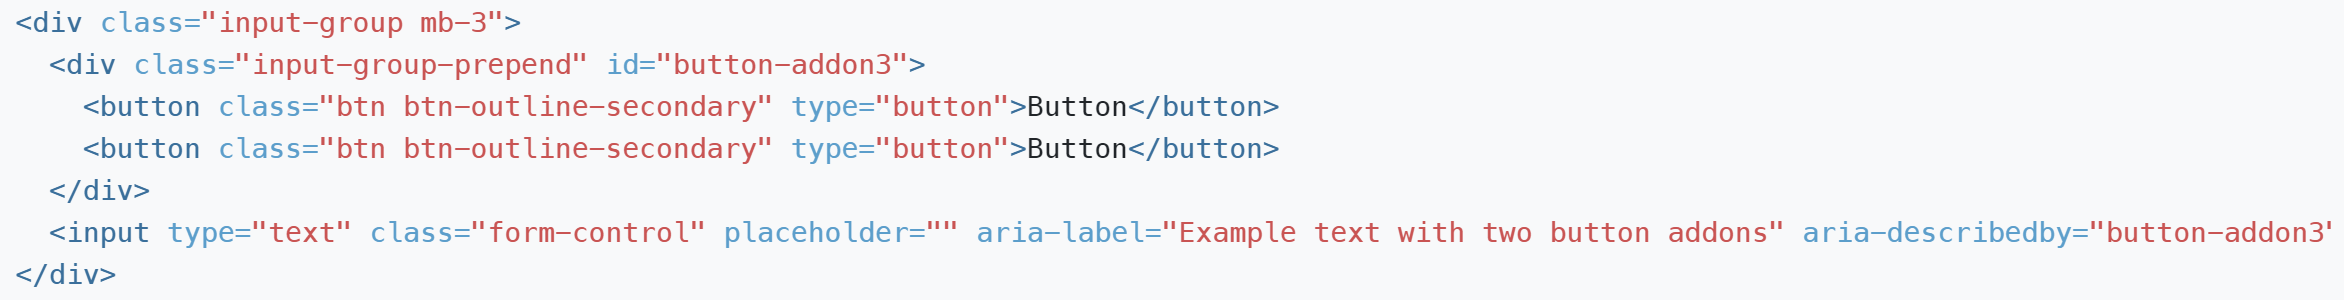 <div class="input-group mb-3">
  <div class="input-group-prepend" id="button-addon3">
    <button class="btn btn-outline-secondary" type="button">Button</button>
    <button class="btn btn-outline-secondary" type="button">Button</button>
  </div>
  <input type="text" class="form-control" placeholder="" aria-label="Example text with two button addons" aria-describedby="button-addon3'
</div>